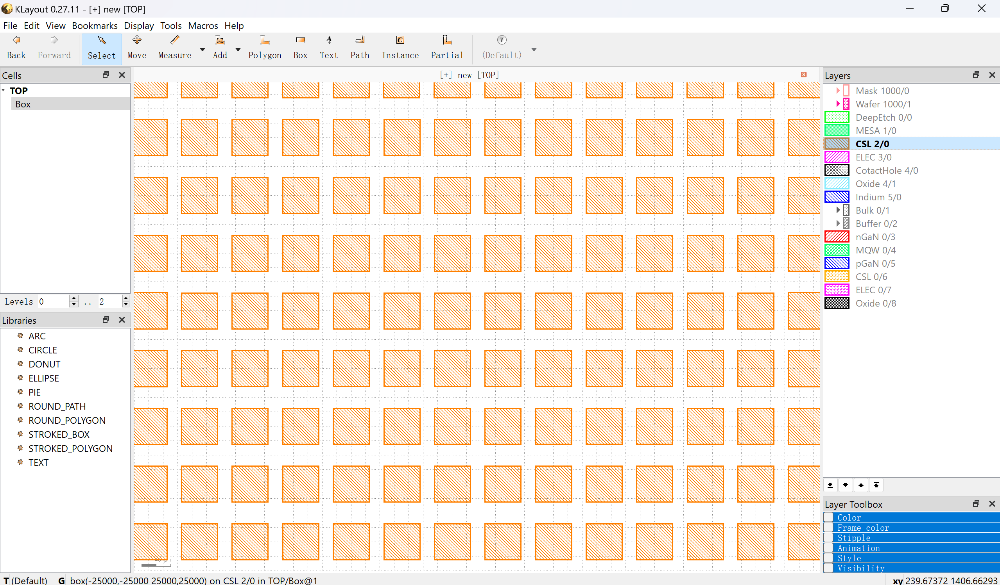 KLayout 0.27.11 - [+] new [TOP]
File Edit View Bookmarks Display Tools Macros Help
Back Forward Select Move Measure Add Polygon Box Text Path Instance Partial (Default)
Cells
TOP
Box
Levels 0 .. 2
Libraries
ARC
CIRCLE
DONUT
ELLIPSE
PIE
ROUND_PATH
ROUND_POLYGON
STROKED_BOX
STROKED_POLYGON
TEXT
[+] new [TOP]
40 µm
Layers
Mask 1000/0
Wafer 1000/1
DeepEtch 0/0
MESA 1/0
CSL 2/0
ELEC 3/0
CotactHole 4/0
Oxide 4/1
Indium 5/0
Bulk 0/1
Buffer 0/2
nGaN 0/3
MQW 0/4
pGaN 0/5
CSL 0/6
ELEC 0/7
Oxide 0/8
Layer Toolbox
Color
Frame color
Stipple
Animation
Style
Visibility
T (Default) G box(-25000,-25000 25000,25000) on CSL 2/0 in TOP/Box@1 xy 239.67372 1406.66293